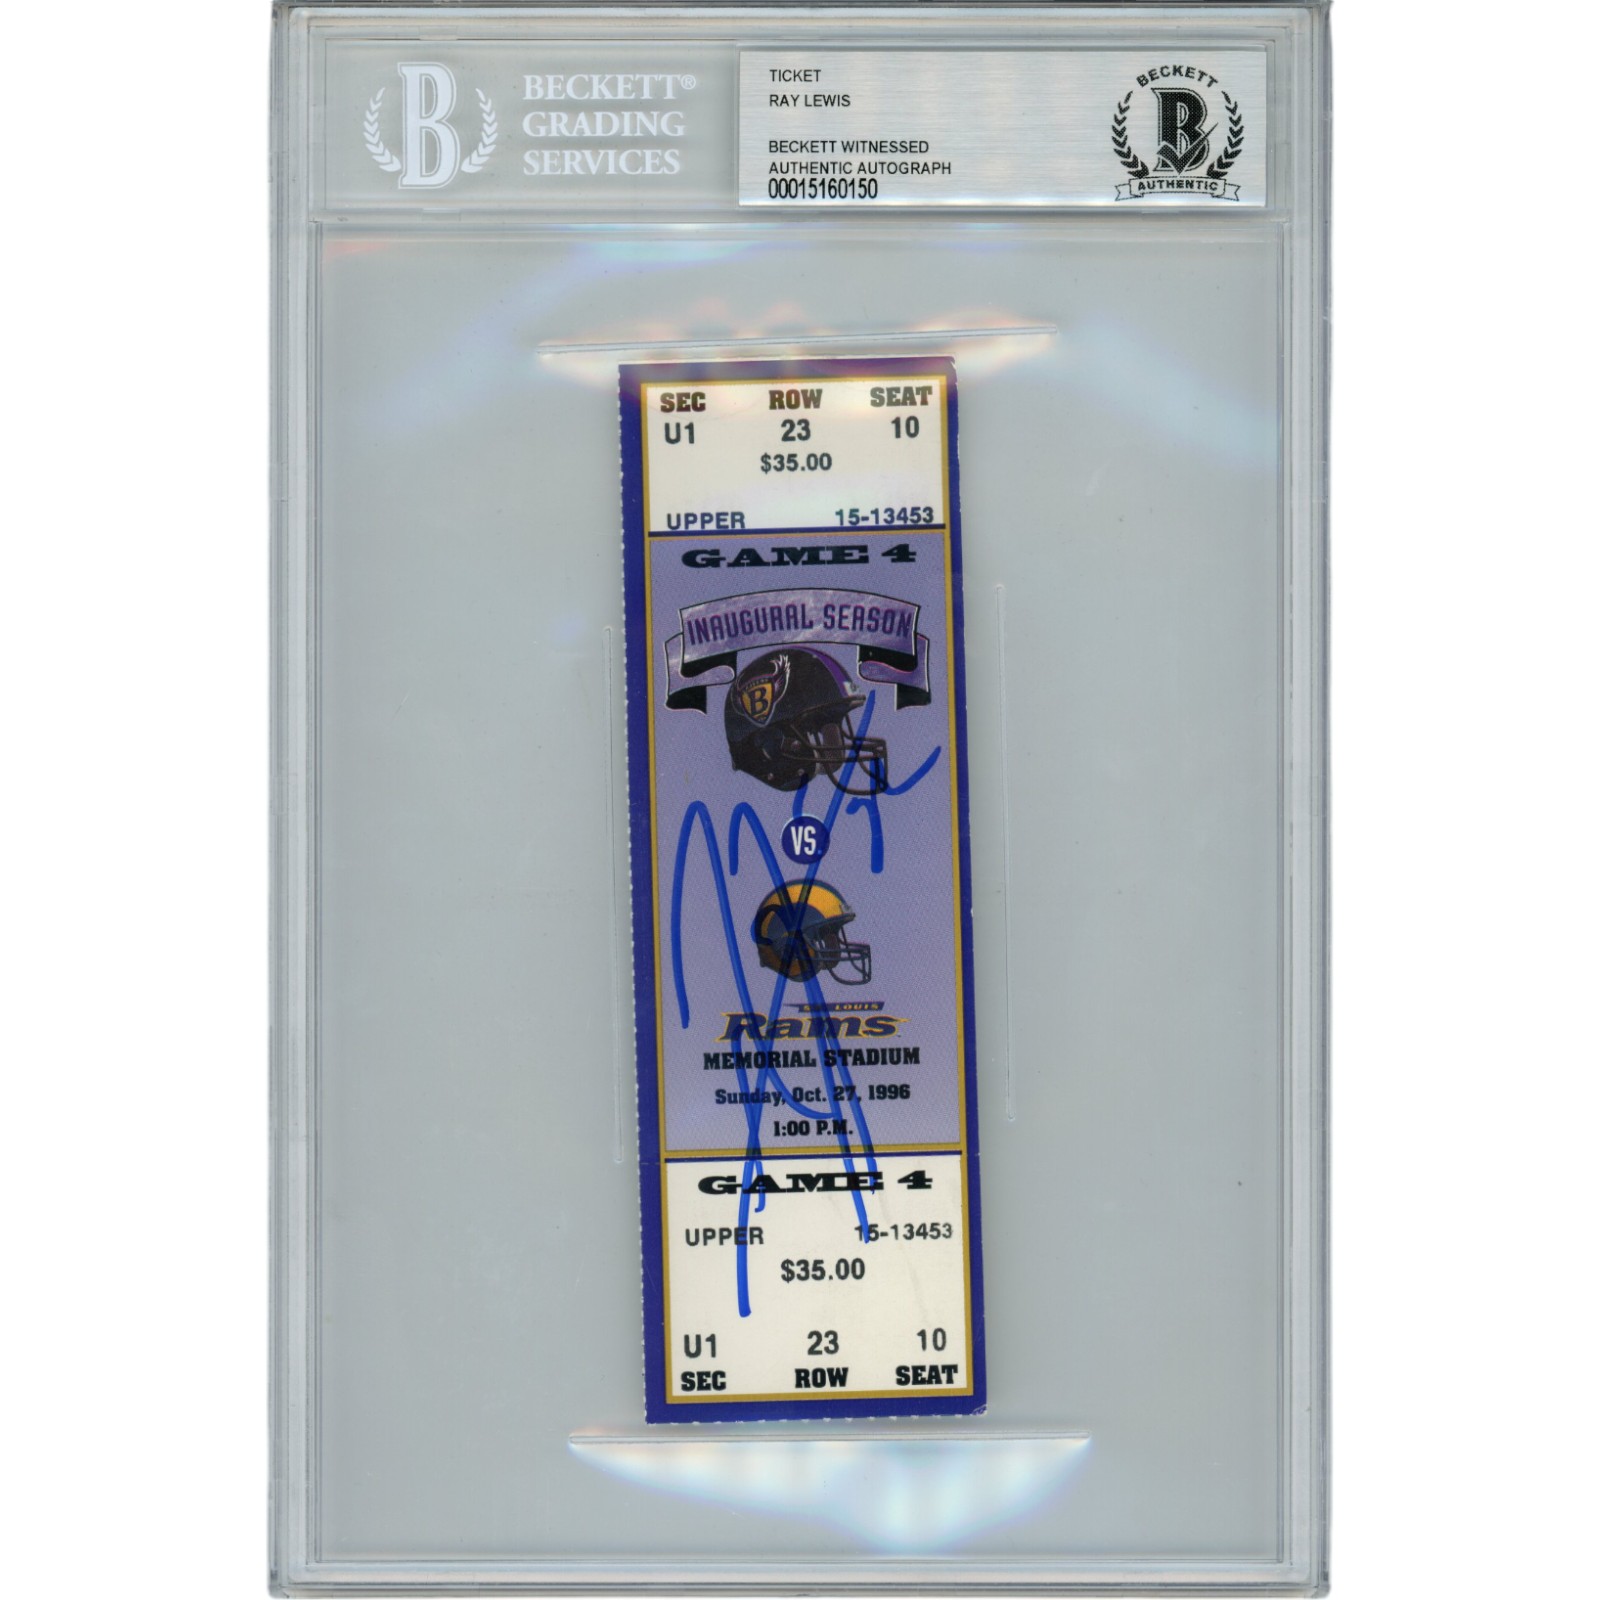 BECKETT®
GRADING
SERVICES
TICKET
RAY LEWIS
BECKETT WITNESSED
AUTHENTIC AUTOGRAPH
00015160150
BECKETT
B
AUTHENTIC
SEC ROW SEAT
U1 23 10
$35.00
UPPER 15-13453
GAME 4
INAUGURAL SEASON
B
VS.
ST. LOUIS
Rams
MEMORIAL STADIUM
Sunday, Oct. 27, 1996
1:00 P.M.
GAME 4
UPPER 15-13453
$35.00
U1 23 10
SEC ROW SEAT